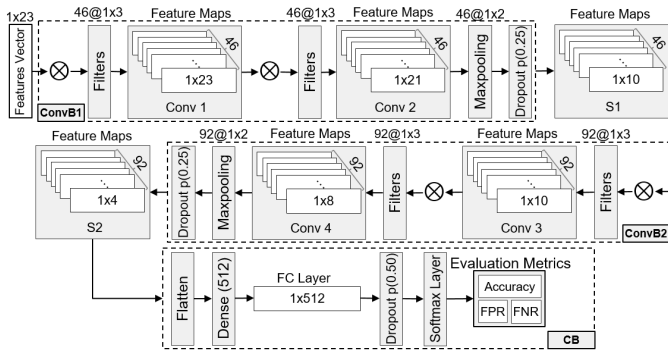 1x23
46@1x3
Feature Maps
46@1x3
Feature Maps
46@1x2
Feature Maps
Features Vector
Filters
46
1x23
Conv 1
Filters
46
1x21
Conv 2
Maxpooling
Dropout p(0.25)
46
1x10
S1
ConvB1
Feature Maps
92@1x2
Feature Maps
92@1x3
Feature Maps
92@1x3
92
1x4
S2
Dropout p(0.25)
Maxpooling
92
1x8
Conv 4
Filters
92
1x10
Conv 3
Filters
ConvB2
Flatten
Dense (512)
FC Layer
1x512
Dropout p(0.50)
Softmax Layer
Evaluation Metrics
Accuracy
FPR
FNR
CB